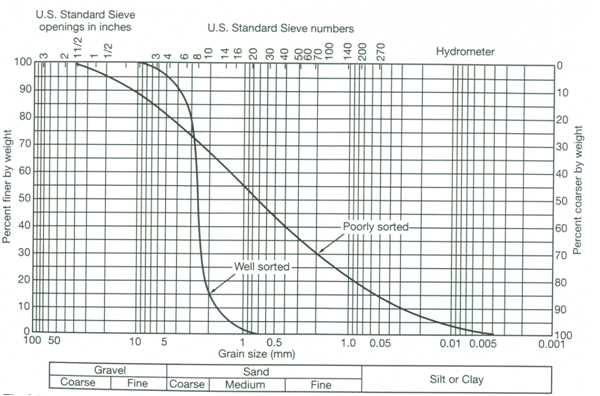 U.S. Standard Sieve
openings in inches
U.S. Standard Sieve numbers
Hydrometer
3 2 11/2 1 1/2 3 4 6 8 10 14 16 20 30 40 50 60 70 100 140 200 270
Percent finer by weight
100
90
80
70
60
50
40
30
20
10
0
Percent coarser by weight
0
10
20
30
40
50
60
70
80
90
100
Poorly sorted
Well sorted
100 50 10 5 1 0.5 1.0 0.05 0.01 0.005 0.001
Grain size (mm)
Gravel Sand Silt or Clay
Coarse Fine Coarse Medium Fine